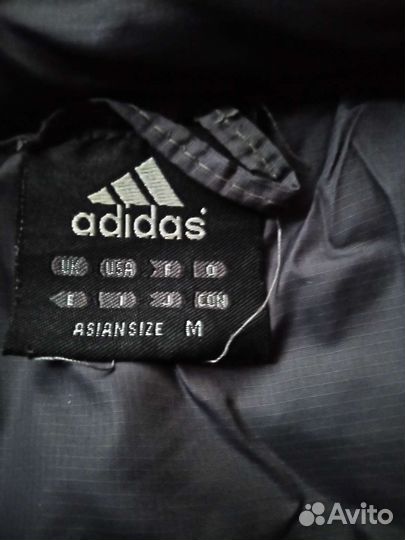 adidas
UK USA F D
E I J CON
ASIANSIZE M
Avito